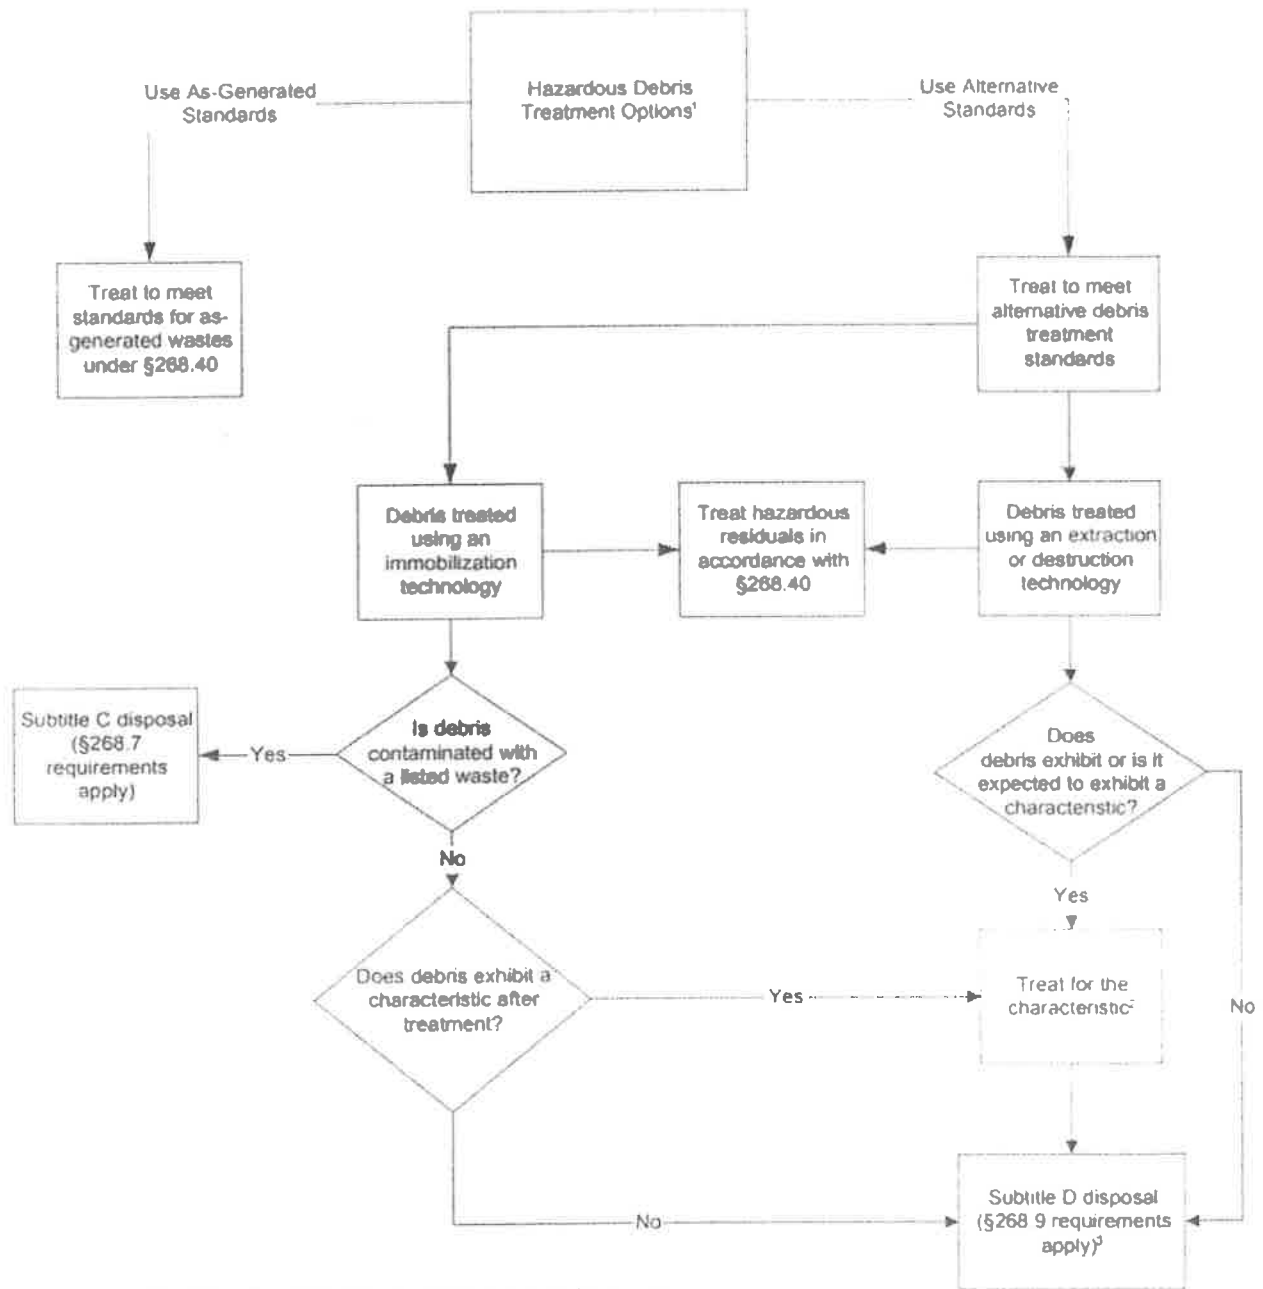 Hazardous Debris
Treatment Options¹
Use As-Generated
Standards
Use Alternative
Standards
Treat to meet
standards for as-
generated wastes
under §268.40
Treat to meet
alternative debris
treatment
standards
Debris treated
using an
immobilization
technology
Treat hazardous
residuals in
accordance with
§268.40
Debris treated
using an extraction
or destruction
technology
Subtitle C disposal
(§268.7
requirements
apply)
Yes
Is debris
contaminated with
a listed waste?
Does
debris exhibit or is it
expected to exhibit a
characteristic?
No
Yes
Does debris exhibit a
characteristic after
treatment?
Yes
Treat for the
characteristic²
No
No
Subtitle D disposal
(§268 9 requirements
apply)³